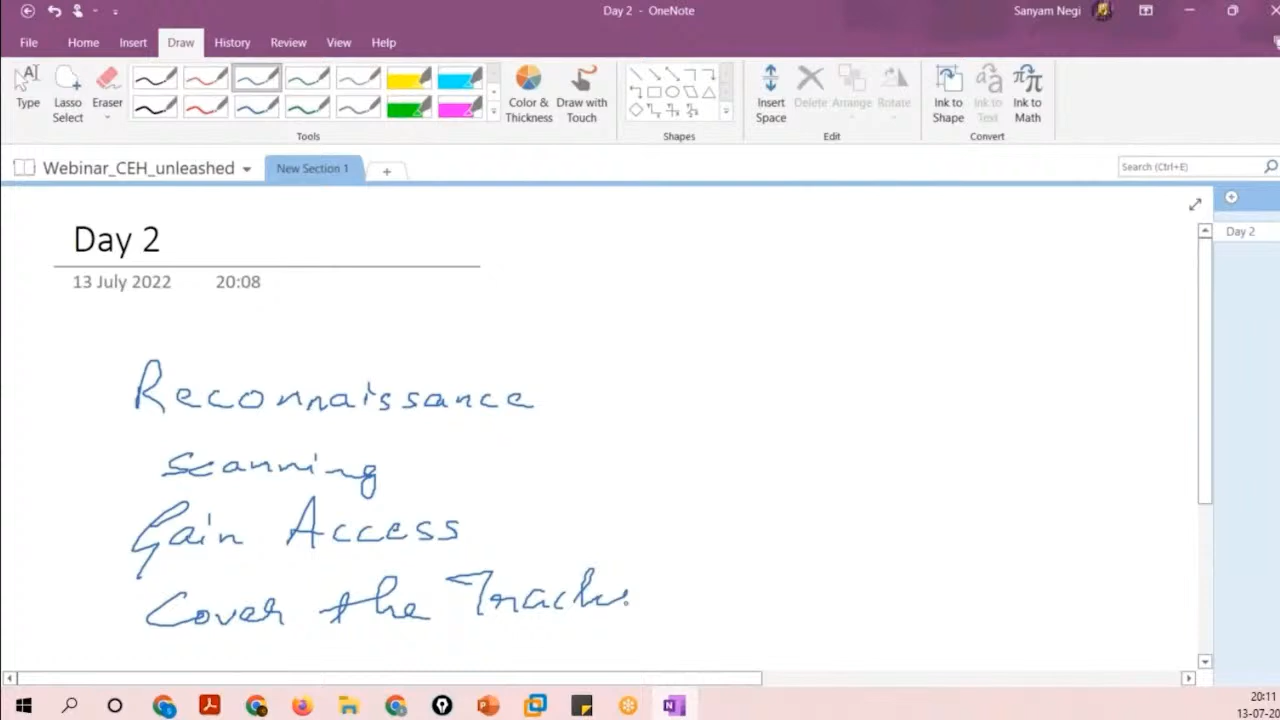 Day 2 - OneNote
Sanyam Negi
File Home Insert Draw History Review View Help
Type
Lasso Select
Eraser
Color & Thickness
Draw with Touch
Insert Space
Delete
Arrange
Rotate
Ink to Shape
Ink to Text
Ink to Math
Tools
Shapes
Edit
Convert
Webinar_CEH_unleashed
New Section 1
+
Search (Ctrl+E)
Day 2
Day 2
13 July 2022 20:08
Reconnaissance
scanning
Gain Access
Cover the Tracks
20:11
13-07-20